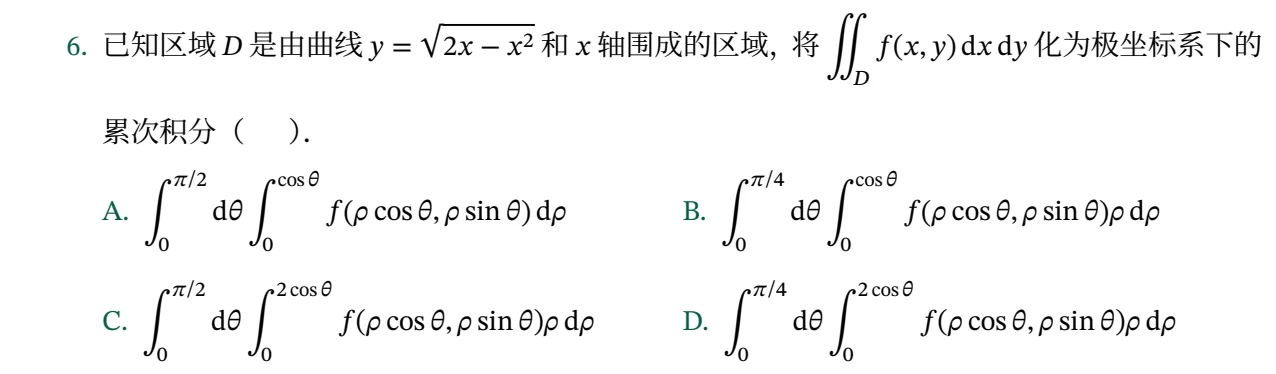 6. 已知区域 D 是由曲线 y = √(2x − x²) 和 x 轴围成的区域, 将 ∬_D f(x, y) dx dy 化为极坐标系下的
累次积分 (  ).
A. ∫_0^{π/2} dθ ∫_0^{cos θ} f(ρ cos θ, ρ sin θ) dρ B. ∫_0^{π/4} dθ ∫_0^{cos θ} f(ρ cos θ, ρ sin θ)ρ dρ
C. ∫_0^{π/2} dθ ∫_0^{2 cos θ} f(ρ cos θ, ρ sin θ)ρ dρ D. ∫_0^{π/4} dθ ∫_0^{2 cos θ} f(ρ cos θ, ρ sin θ)ρ dρ